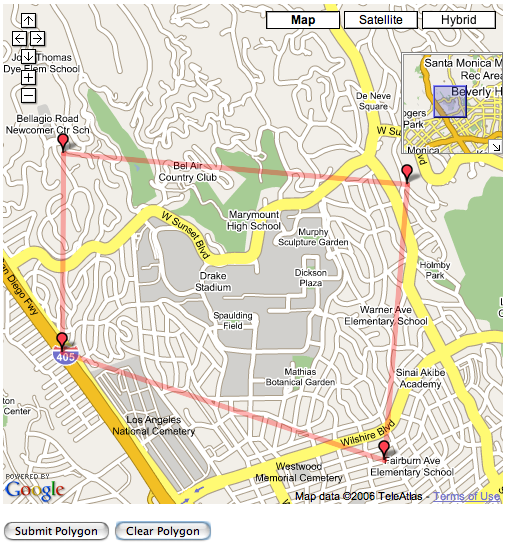 Map
Satellite
Hybrid
Thomas
Dye Elem School
Santa Monica M
Rec Area
Beverly H
De Neve
Square
ogers
Park
Bellagio Road
Newcomer Ctr Sch
W Sunset Blvd
Monica
Bel Air
Country Club
Marymount
High School
W Sunset Blvd
Murphy
Sculpture Garden
Holmby
Park
Drake
Stadium
Dickson
Plaza
San Diego Fwy
Spaulding
Field
Warner Ave
Elementary School
405
Mathias
Botanical Garden
Sinai Akibe
Academy
ton
Center
Los Angeles
National Cemetery
Wilshire Blvd
Westwood
Memorial Cemetery
Fairburn Ave
Elementary School
POWERED BY
Google
Map data ©2006 TeleAtlas - Terms of Use
Submit Polygon
Clear Polygon